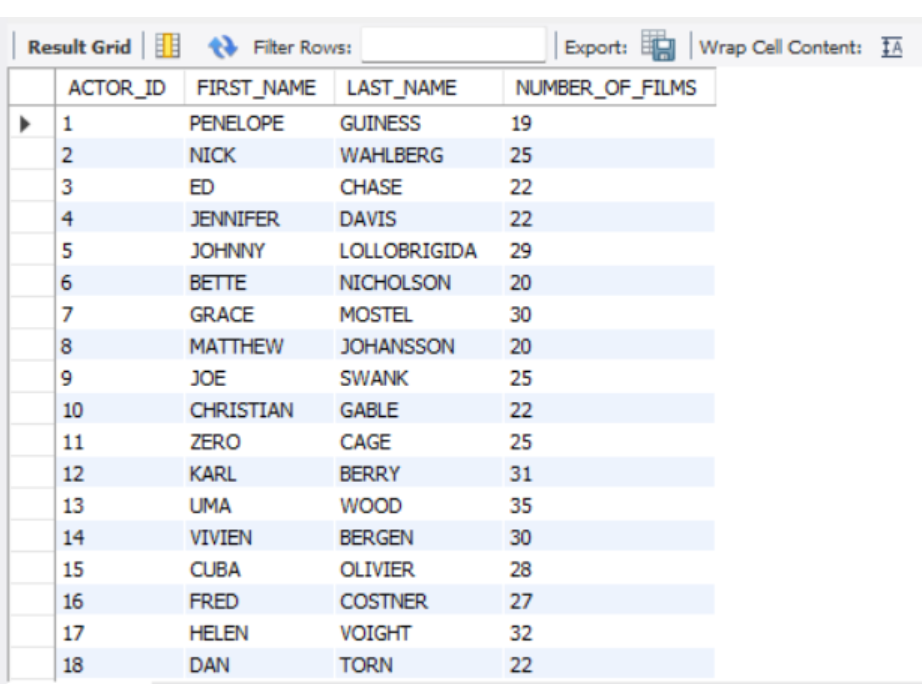 Result Grid Filter Rows: Export: Wrap Cell Content: IA
ACTOR_ID FIRST_NAME LAST_NAME NUMBER_OF_FILMS
1 PENELOPE GUINESS 19
2 NICK WAHLBERG 25
3 ED CHASE 22
4 JENNIFER DAVIS 22
5 JOHNNY LOLLOBRIGIDA 29
6 BETTE NICHOLSON 20
7 GRACE MOSTEL 30
8 MATTHEW JOHANSSON 20
9 JOE SWANK 25
10 CHRISTIAN GABLE 22
11 ZERO CAGE 25
12 KARL BERRY 31
13 UMA WOOD 35
14 VIVIEN BERGEN 30
15 CUBA OLIVIER 28
16 FRED COSTNER 27
17 HELEN VOIGHT 32
18 DAN TORN 22